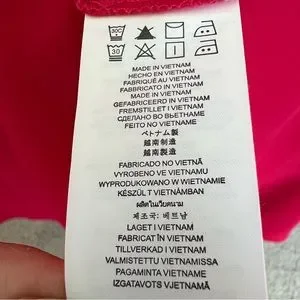 30C
30
MADE IN VIETNAM
HECHO EN VIETNAM
FABRIQUÉ AU VIETNAM
FABBRICATO IN VIETNAM
MADE IN VIETNAM
GEFABRICEERD IN VIETNAM
FREMSTILLET I VIETNAM
СДЕЛАНО ВО ВЬЕТНАМЕ
FEITO NO VIETNAME
ベトナム製
越南制造
越南製造
FABRICADO NO VIETNÃ
VYROBENO VE VIETNAMU
WYPRODUKOWANO W WIETNAMIE
KÉSZÜLT VIETNÁMBAN
ผลิตในเวียดนาม
제조국: 베트남
LAGET I VIETNAM
FABRICAT ÎN VIETNAM
TILLVERKAD I VIETNAM
VALMISTETTU VIETNAMISSA
PAGAMINTA VIETNAME
IZGATAVOTS VJETNAMĀ